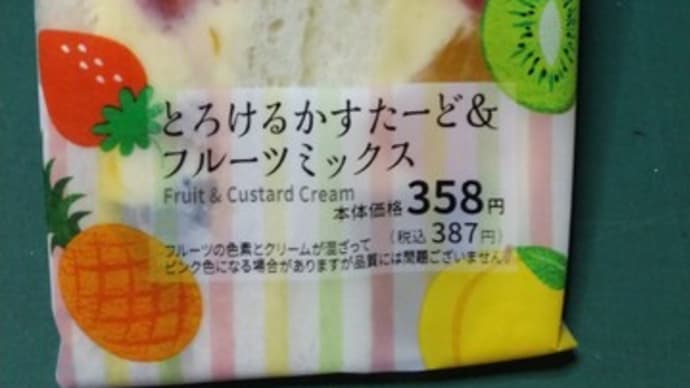 とろけるかすたーど&
フルーツミックス
Fruit & Custard Cream
本体価格 358円
(税込 387円)
フルーツの色素とクリームが混ざって
ピンク色になる場合がありますが品質には問題ございません